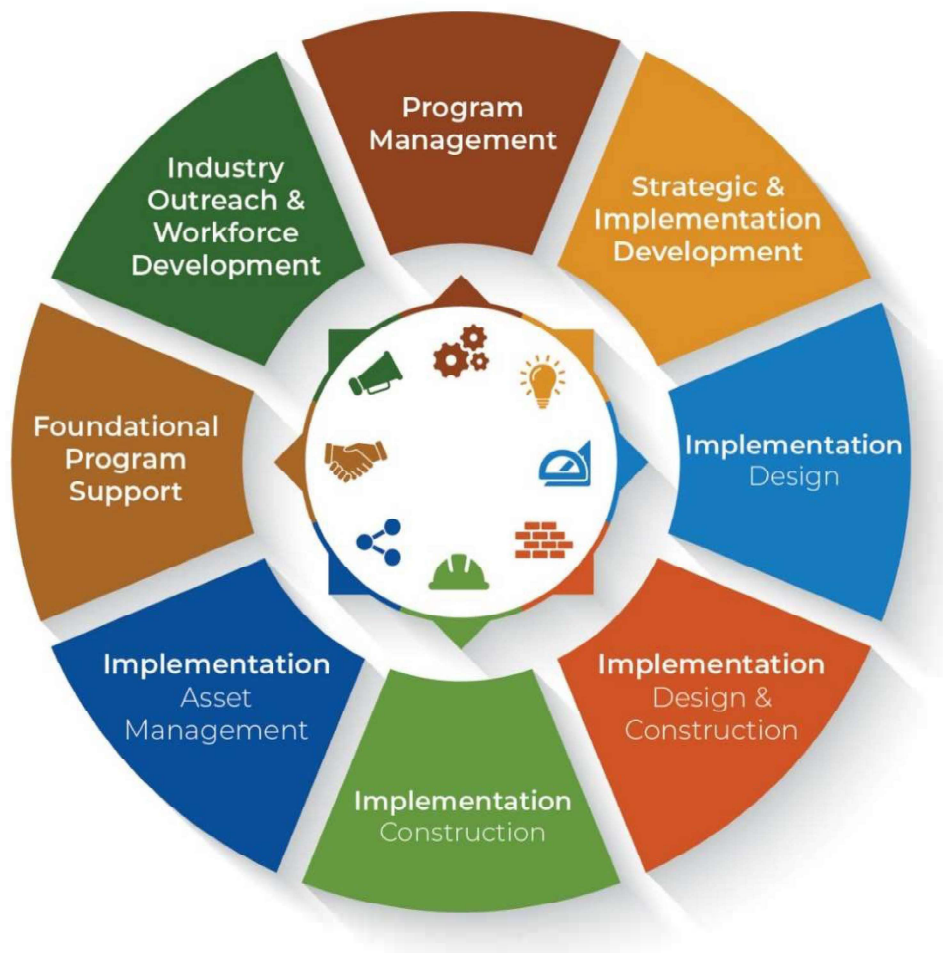 Program
Management
Strategic &
Implementation
Development
Implementation
Design
Implementation
Design &
Construction
Implementation
Construction
Implementation
Asset
Management
Foundational
Program
Support
Industry
Outreach &
Workforce
Development